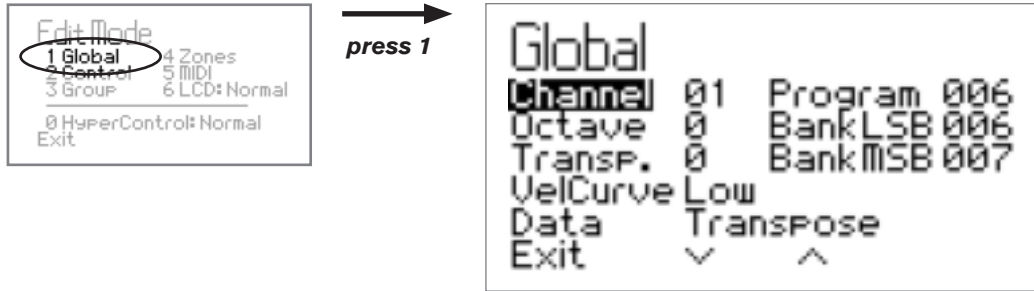 Edit Mode
1 Global 4 Zones
2 Control 5 MIDI
3 Group 6 LCD: Normal
0 HyperControl: Normal
Exit
press 1
Global
Channel 01 Program 006
Octave 0 BankLSB 006
Transp. 0 BankMSB 007
VelCurve Low
Data Transpose
Exit